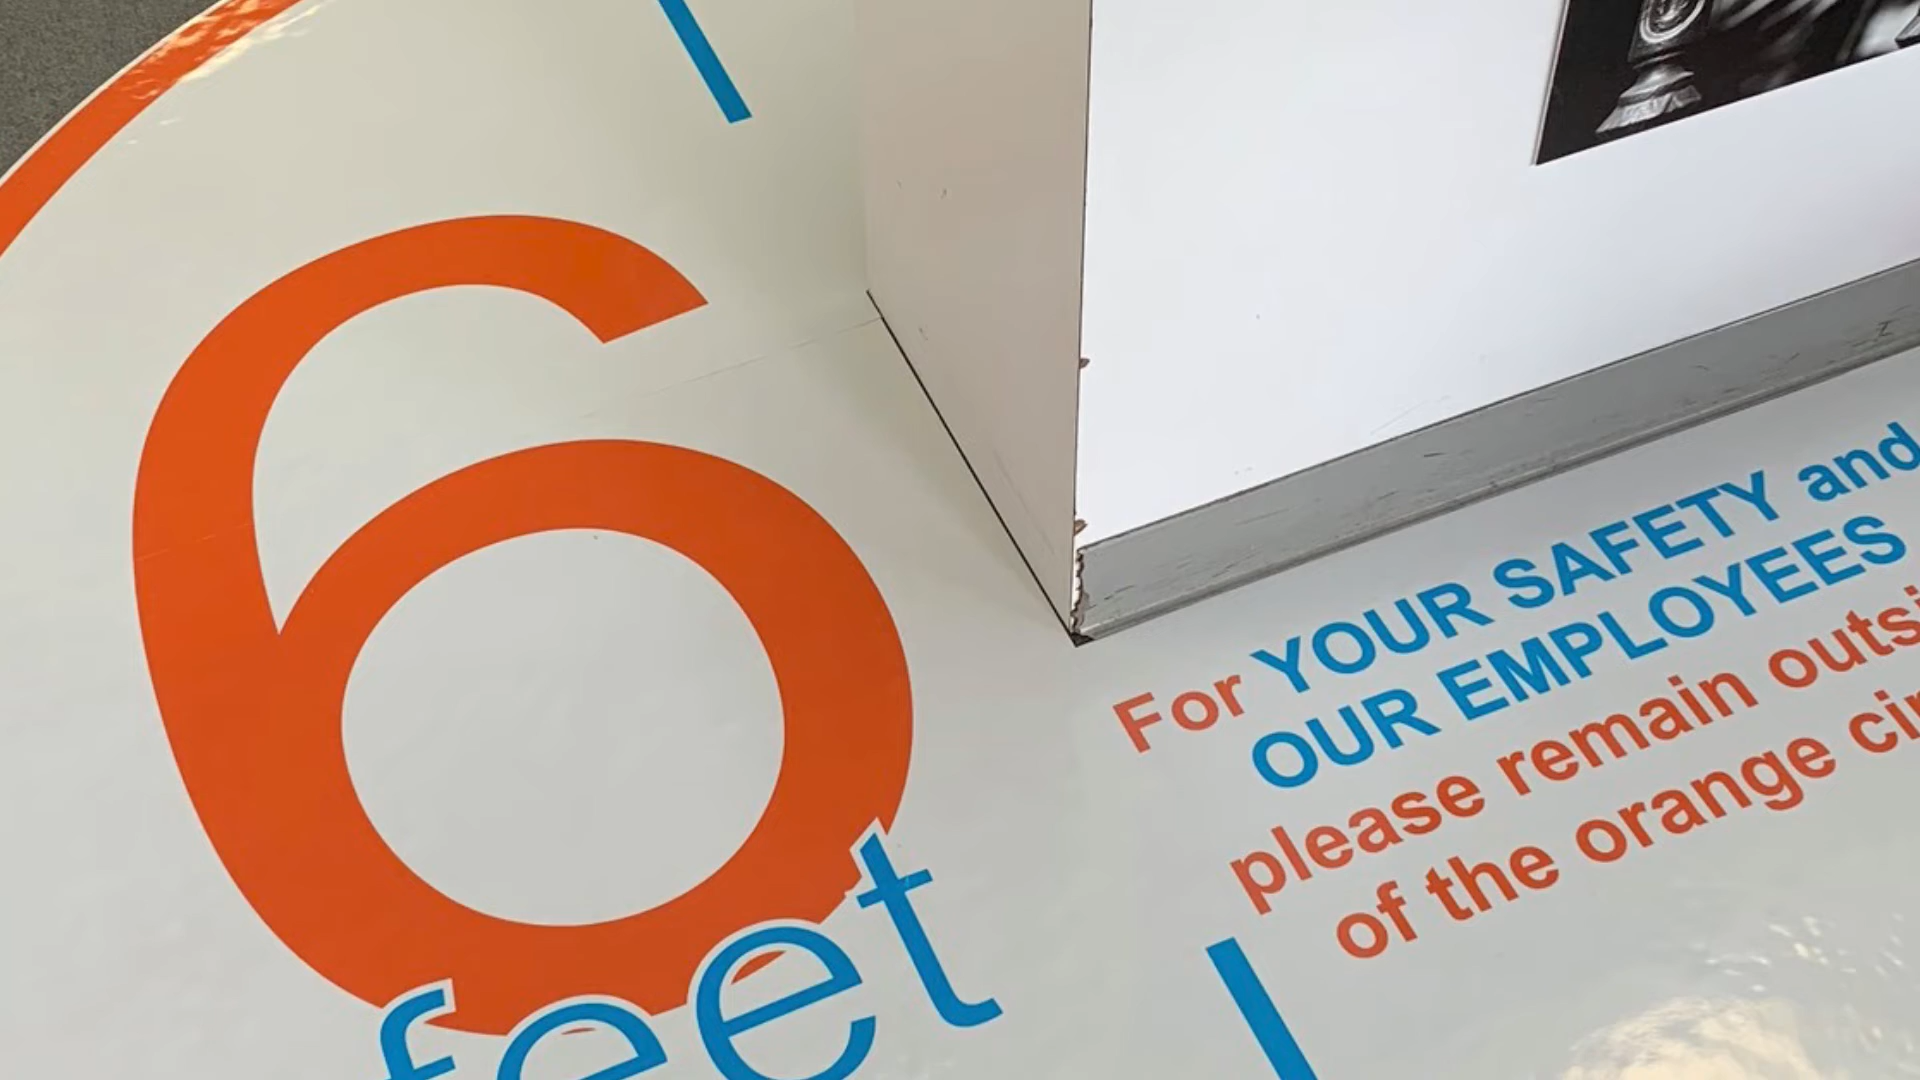 6
feet
For YOUR SAFETY and
OUR EMPLOYEES
please remain outsi
of the orange cir